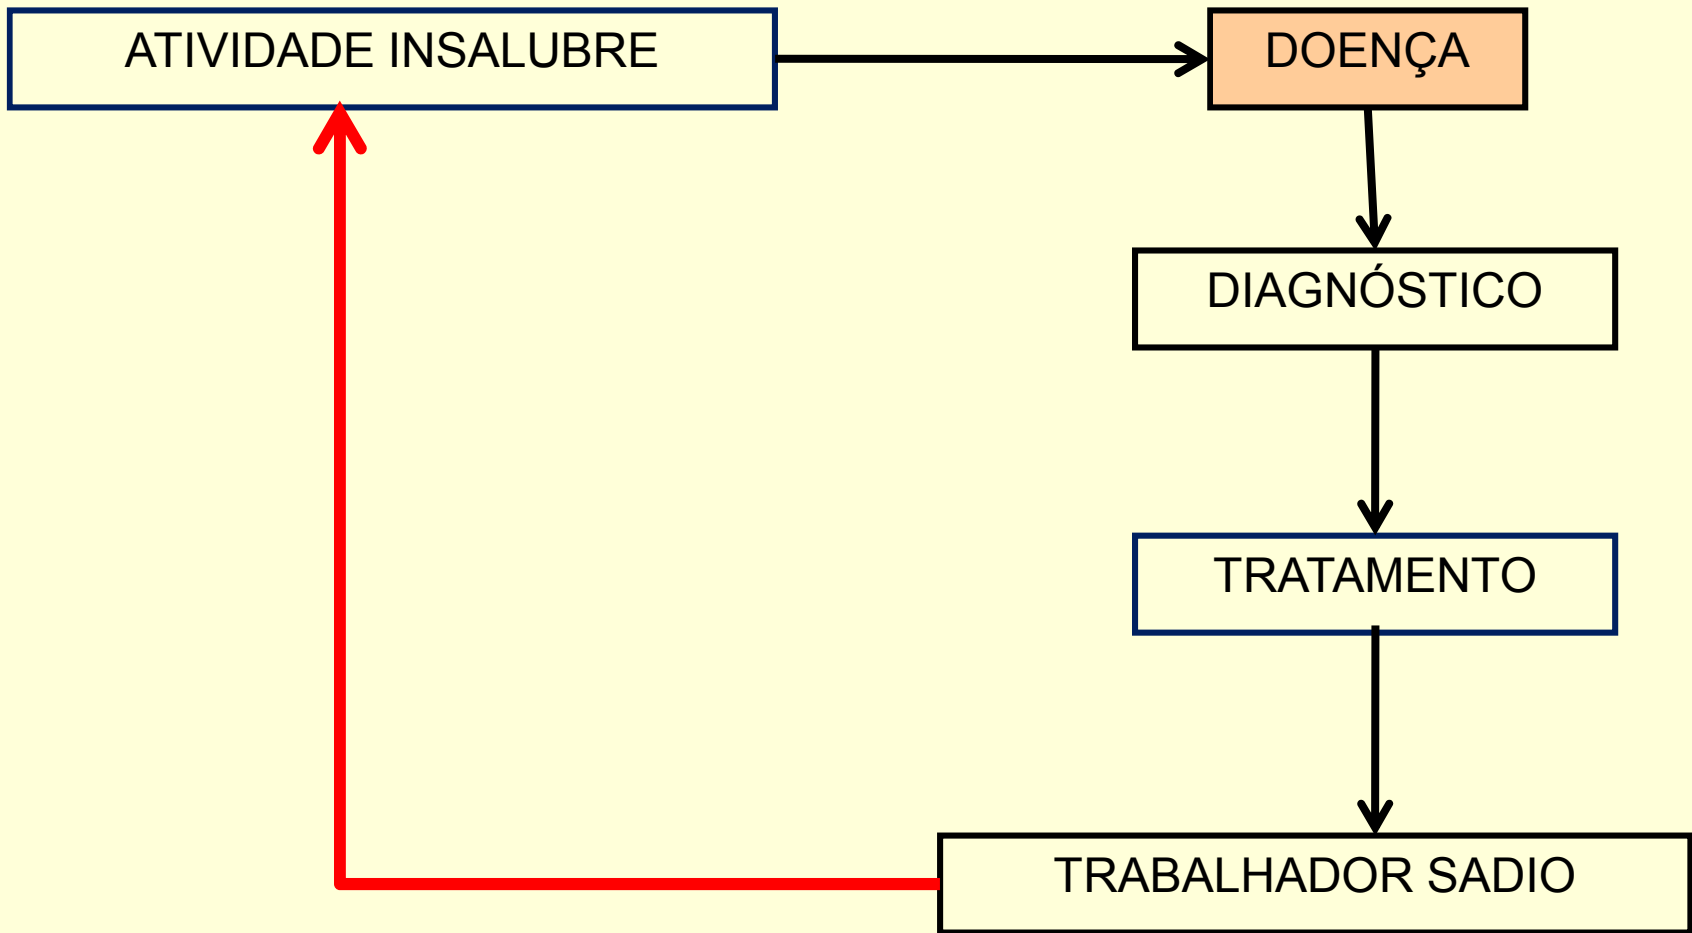 ATIVIDADE INSALUBRE
DOENÇA
DIAGNÓSTICO
TRATAMENTO
TRABALHADOR SADIO